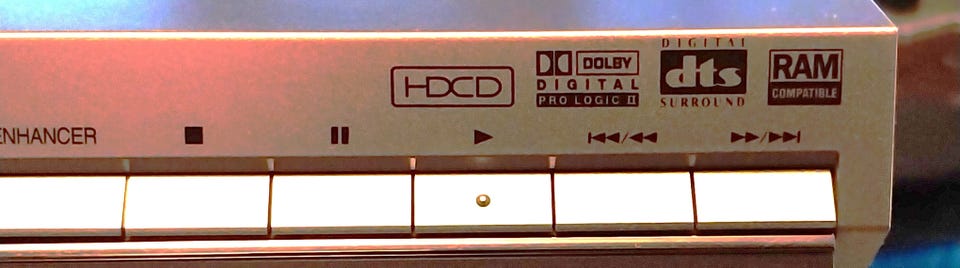 HDCD
DOLBY
DIGITAL
PRO LOGIC II
DIGITAL
dts
SURROUND
RAM
COMPATIBLE
ENHANCER